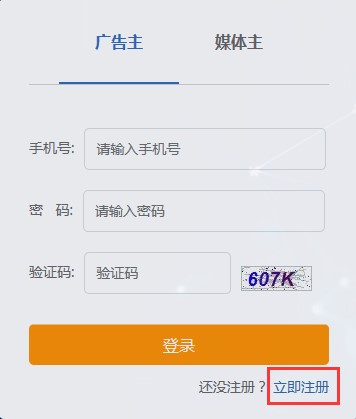 广告主 媒体主
手机号: 请输入手机号
密 码: 请输入密码
验证码: 验证码 607K
登录
还没注册？立即注册